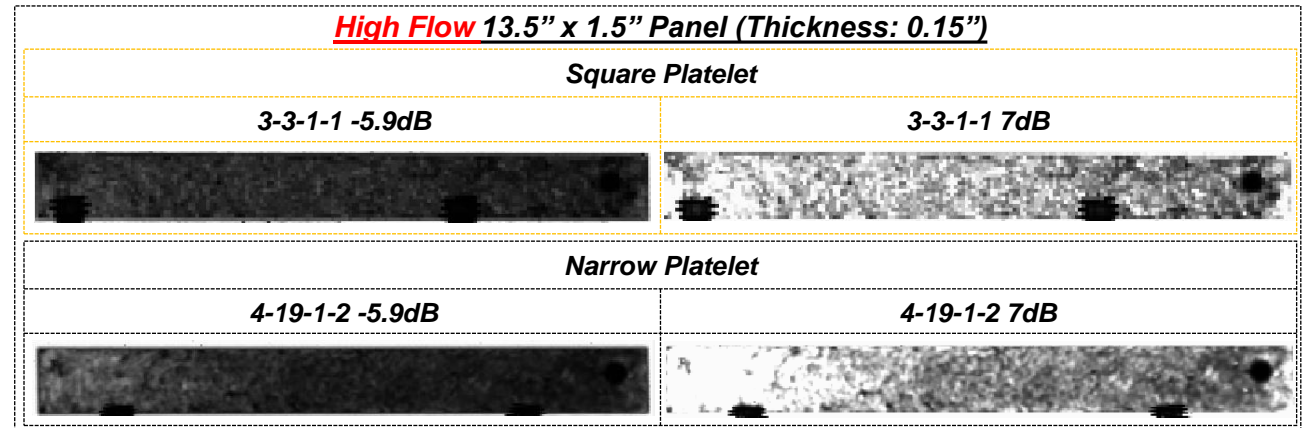 High Flow 13.5” x 1.5” Panel (Thickness: 0.15”)
Square Platelet
3-3-1-1 -5.9dB
3-3-1-1 7dB
Narrow Platelet
4-19-1-2 -5.9dB
4-19-1-2 7dB